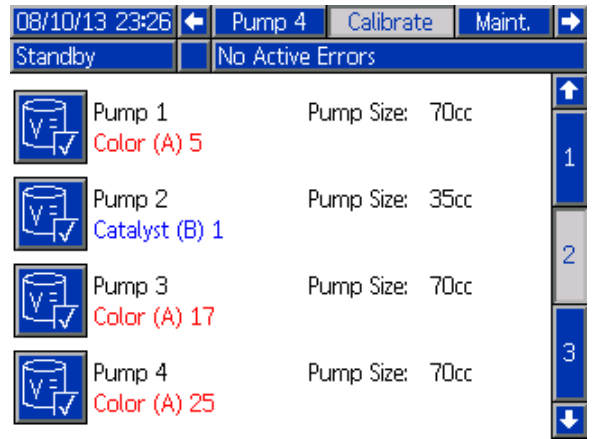 08/10/13 23:26 Pump 4 Calibrate Maint.
Standby No Active Errors
Pump 1 Pump Size: 70cc
Color (A) 5
1
Pump 2 Pump Size: 35cc
Catalyst (B) 1
2
Pump 3 Pump Size: 70cc
Color (A) 17
3
Pump 4 Pump Size: 70cc
Color (A) 25